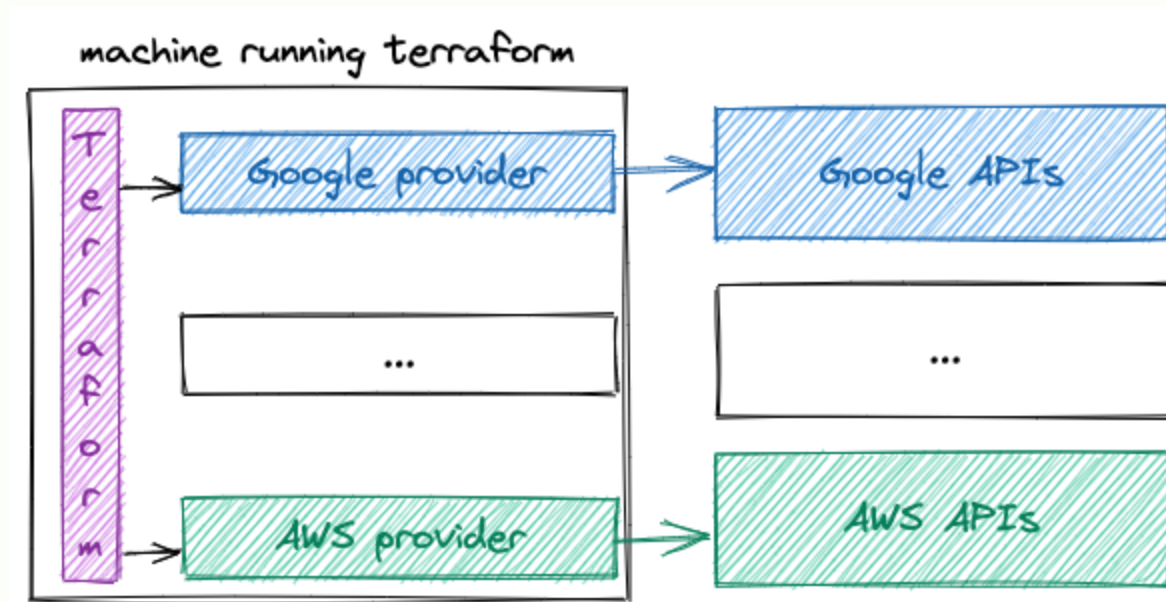 machine running terraform
Terraform
Google provider
Google APIs
...
...
AWS provider
AWS APIs